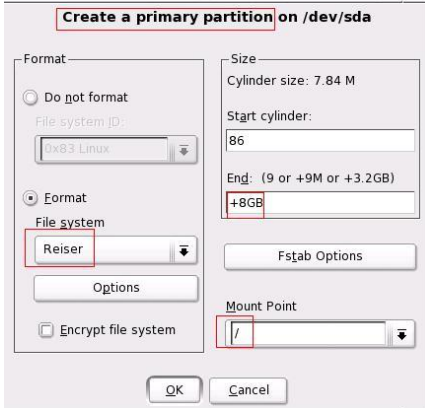 Create a primary partition on /dev/sda
Format
Do not format
File system ID:
0x83 Linux
Format
File system
Reiser
Options
Encrypt file system
Size
Cylinder size: 7.84 M
Start cylinder:
86
End: (9 or +9M or +3.2GB)
+8GB
Fstab Options
Mount Point
/
OK
Cancel